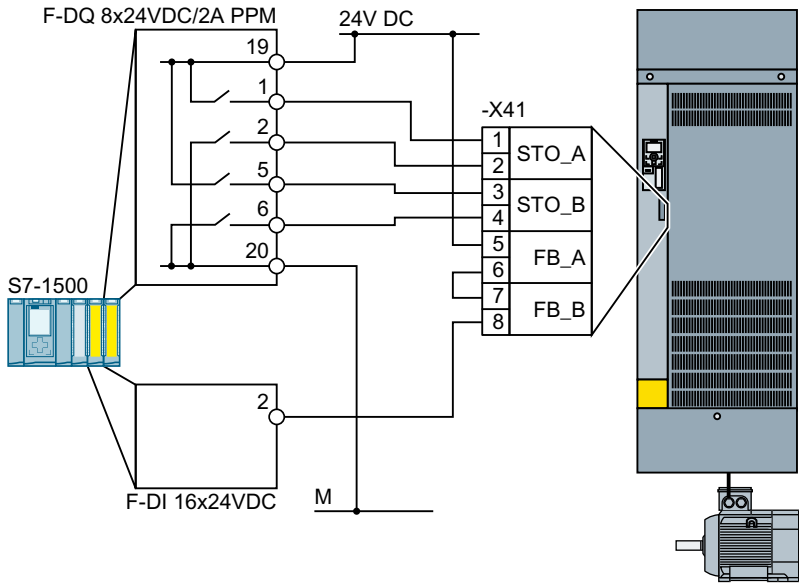 F-DQ 8x24VDC/2A PPM
24V DC
19
1
2
5
6
20
-X41
1 STO_A
2
3 STO_B
4
5 FB_A
6
7 FB_B
8
S7-1500
2
F-DI 16x24VDC
M